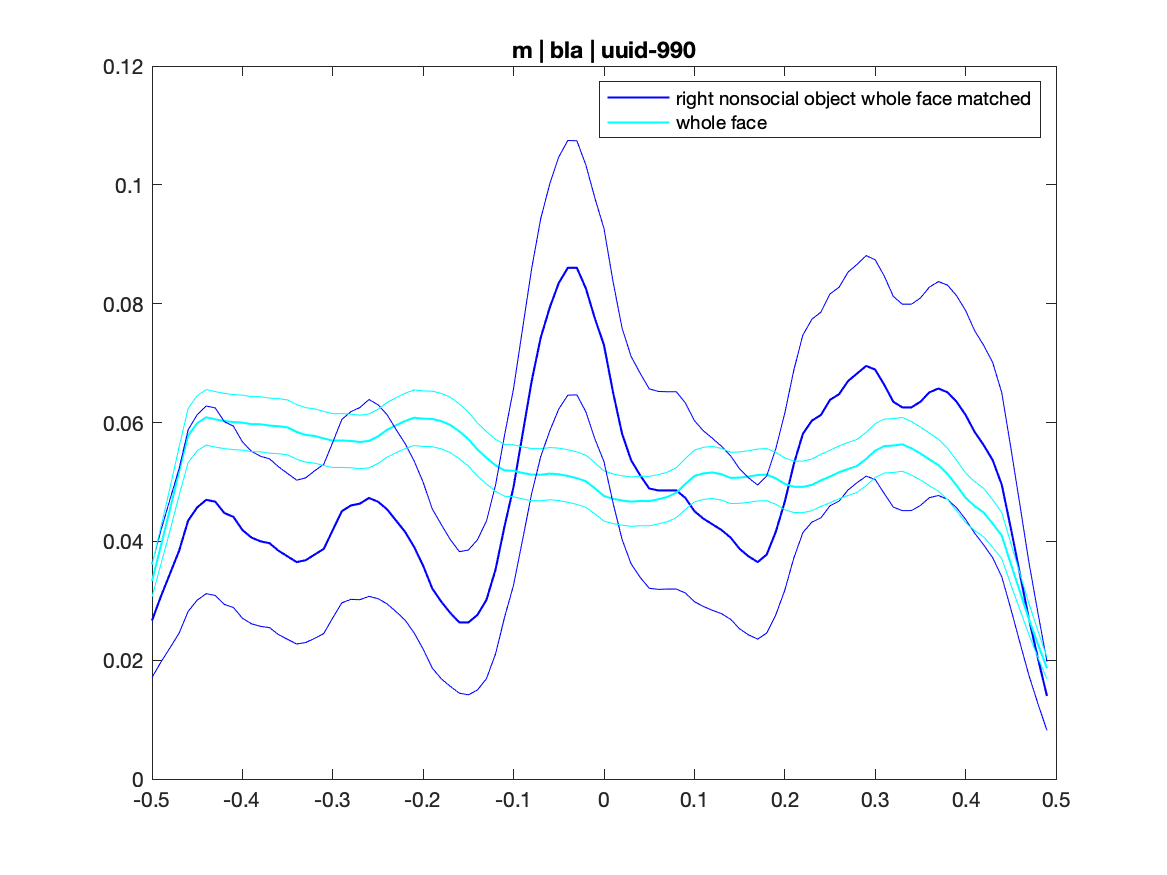 m | bla | uuid-990
right nonsocial object whole face matched
whole face
0.12
0.1
0.08
0.06
0.04
0.02
0
-0.5 -0.4 -0.3 -0.2 -0.1 0 0.1 0.2 0.3 0.4 0.5